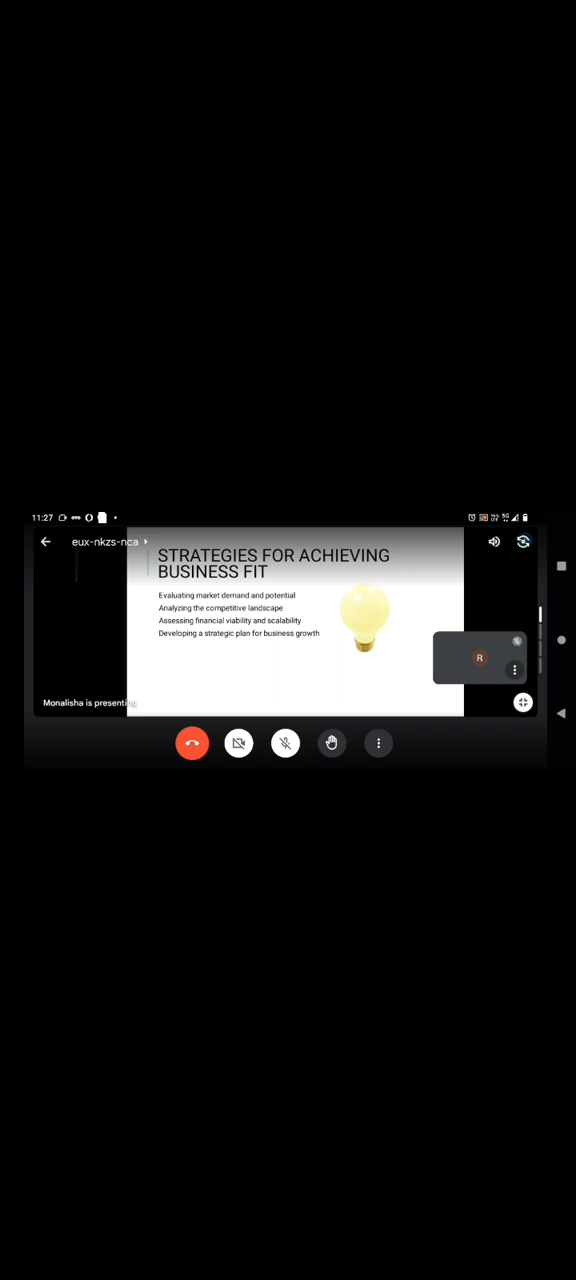 11:27
eux-nkzs-nca
STRATEGIES FOR ACHIEVING
BUSINESS FIT
Evaluating market demand and potential
Analyzing the competitive landscape
Assessing financial viability and scalability
Developing a strategic plan for business growth
R
Monalisha is presenting